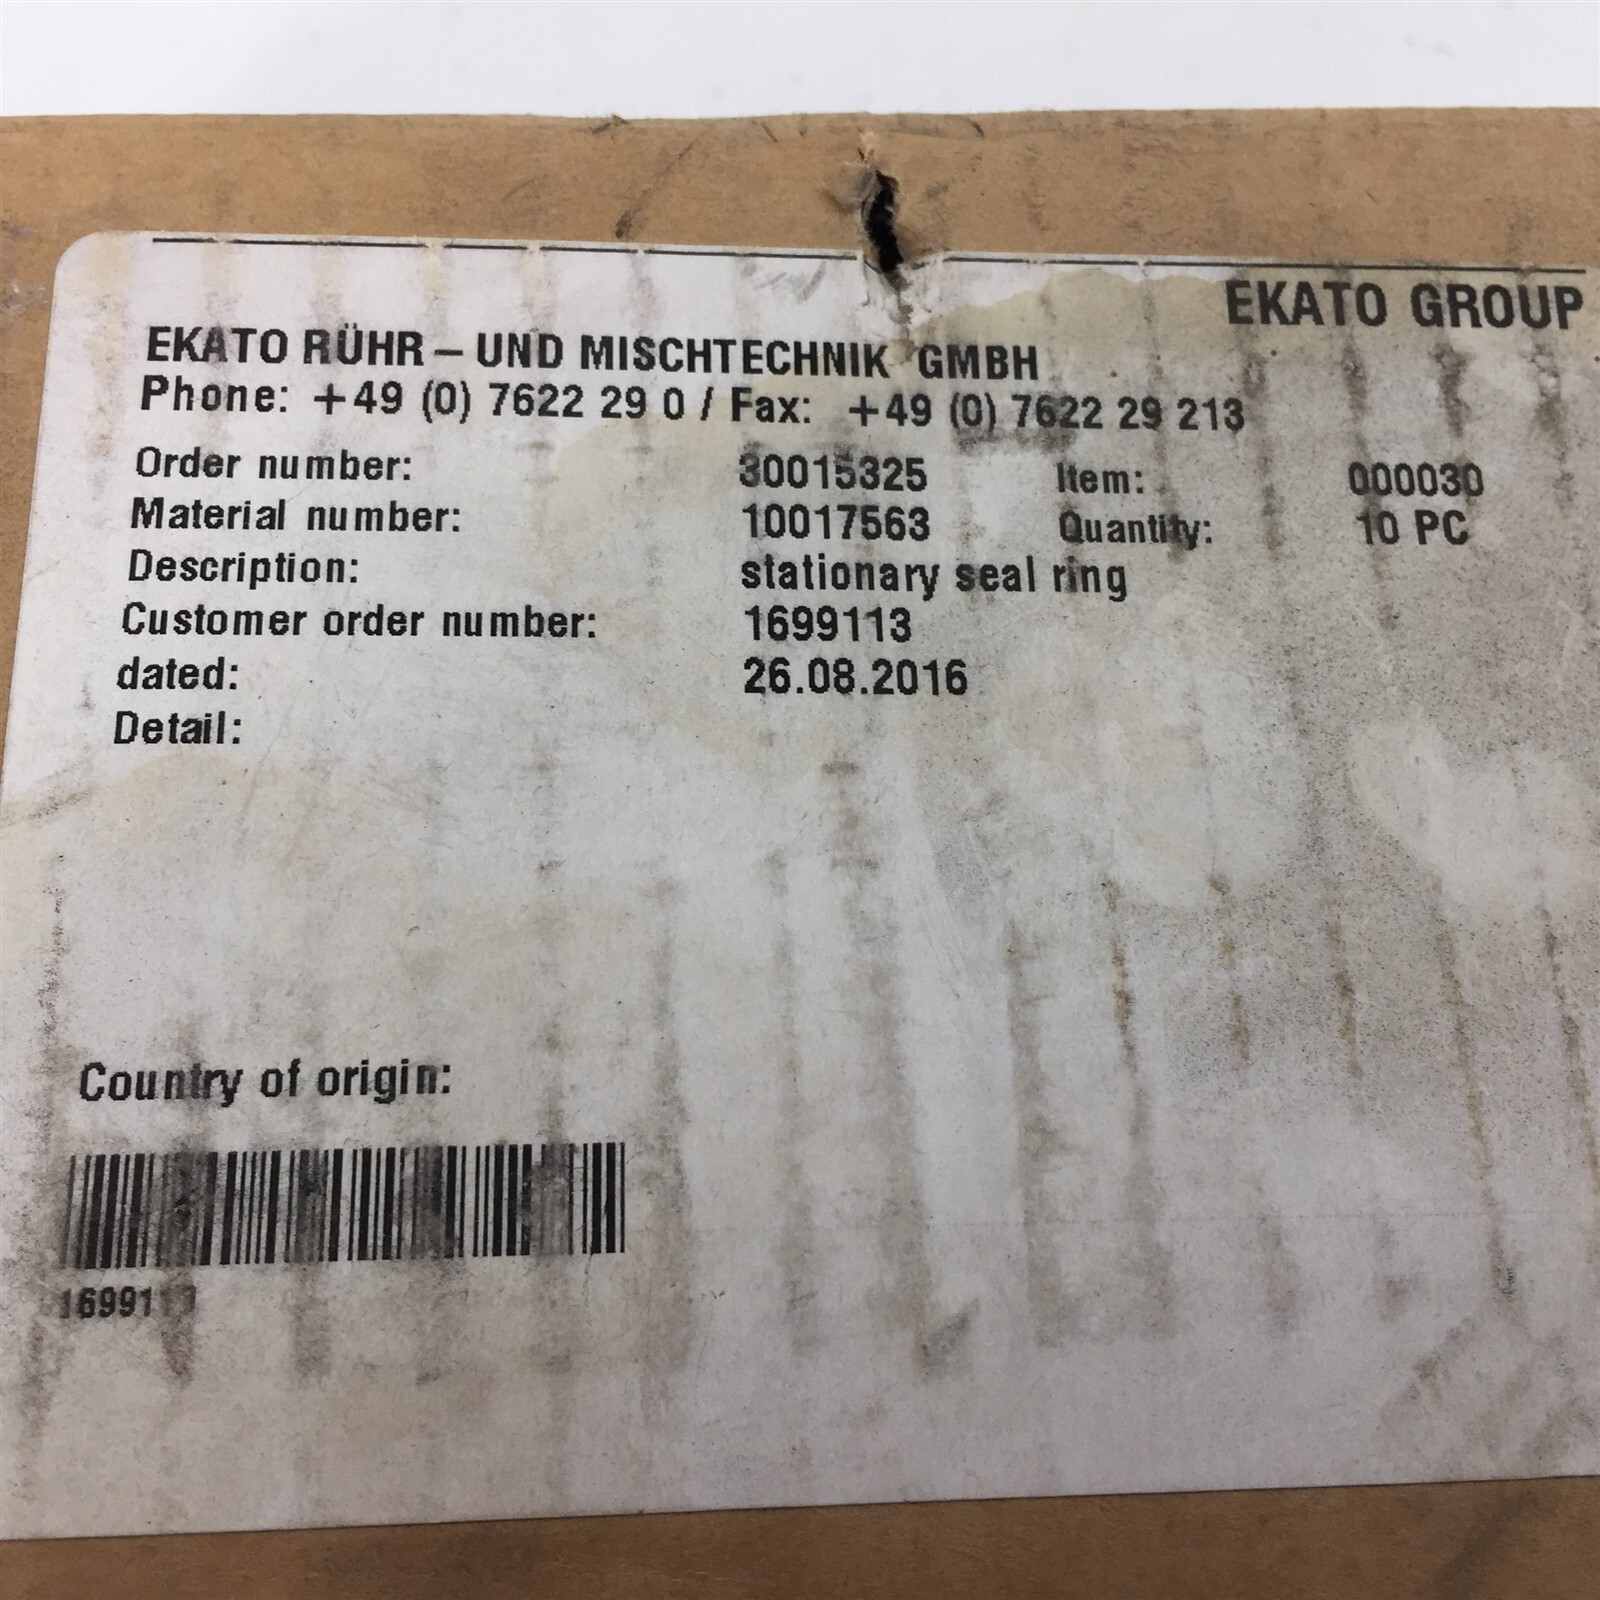 EKATO GROUP
EKATO RÜHR – UND MISCHTECHNIK GMBH
Phone: +49 (0) 7622 29 0 / Fax: +49 (0) 7622 29 213
Order number: 30015325 Item: 000030
Material number: 10017563 Quantity: 10 PC
Description: stationary seal ring
Customer order number: 1699113
dated: 26.08.2016
Detail:
Country of origin:
1699113